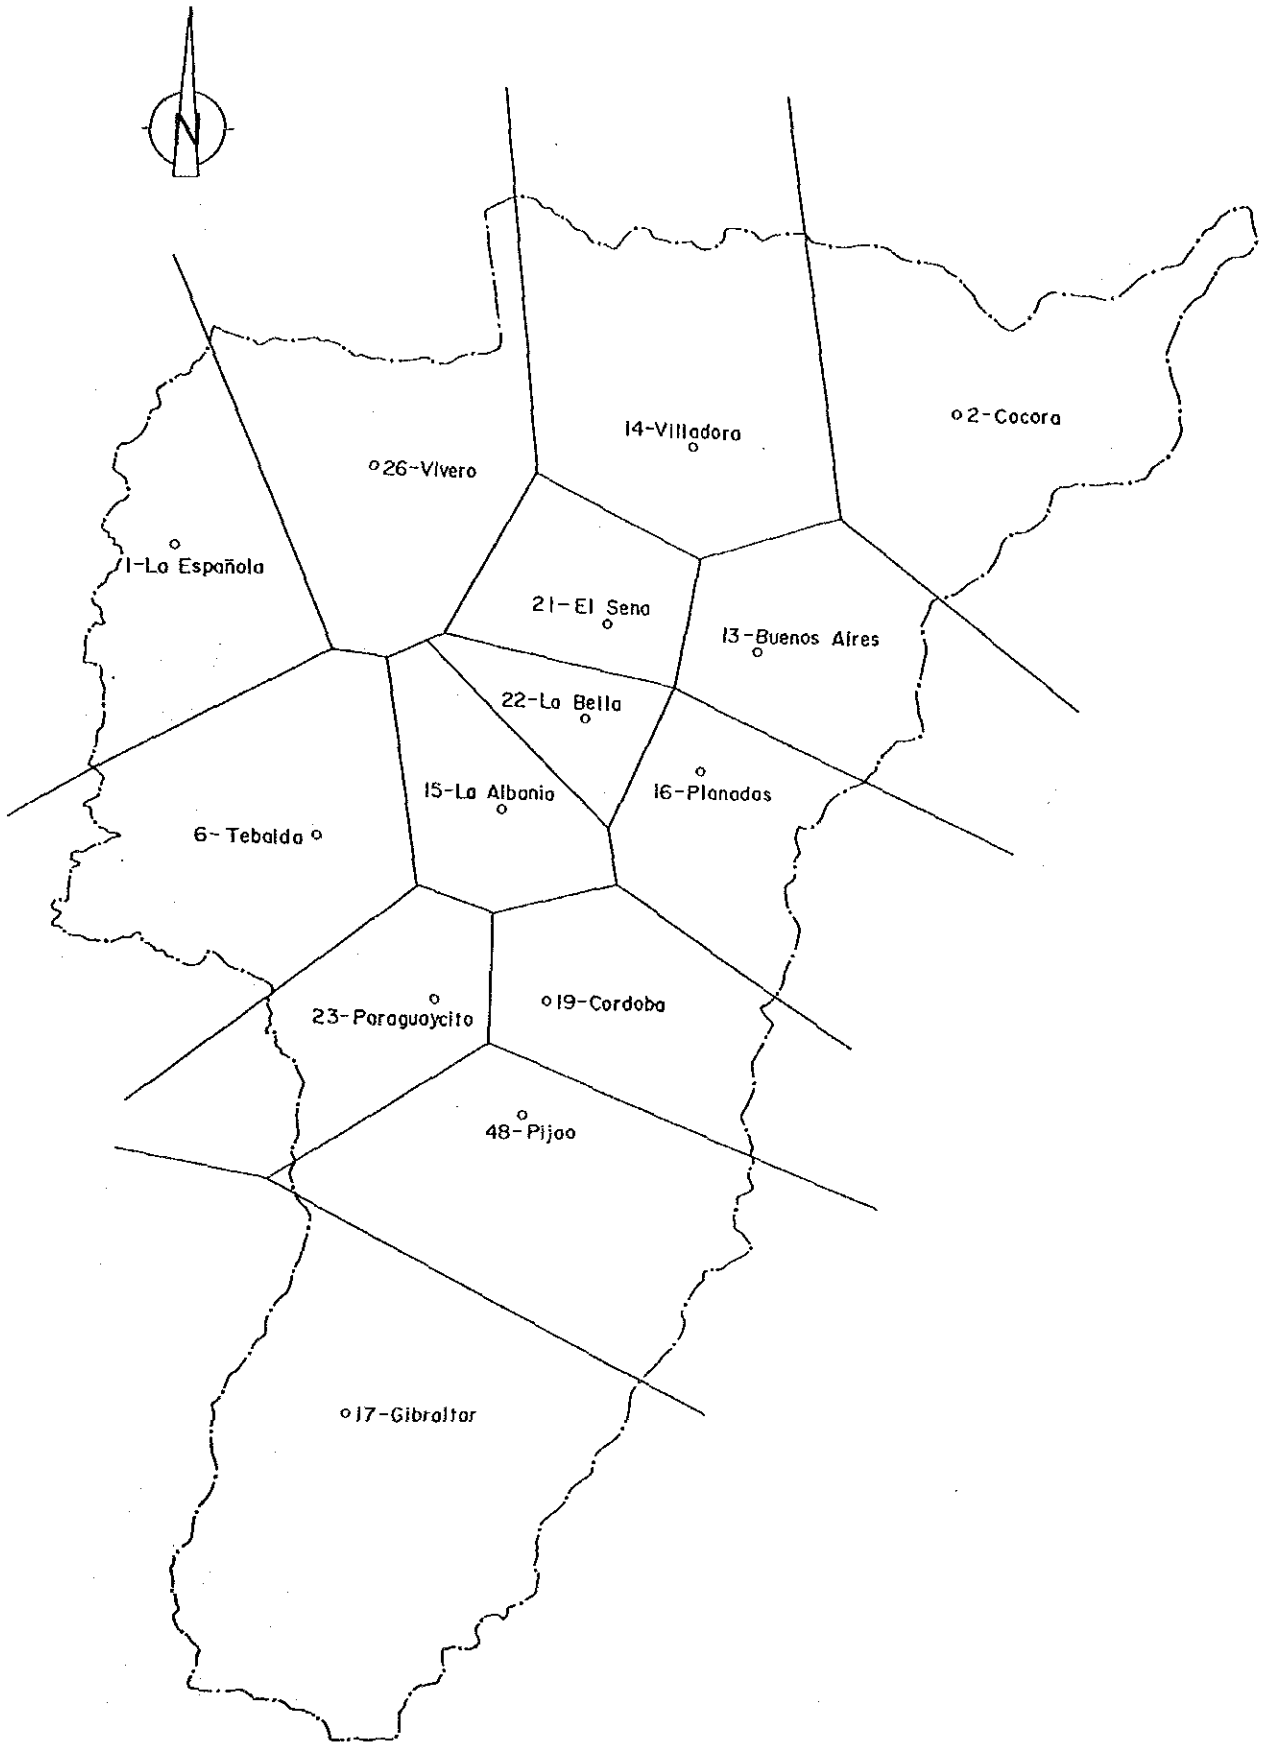 N
2-Cocora
14-Villadora
26-Vivero
1-La Española
21-El Sena
13-Buenos Aires
22-La Bella
15-La Albania
16-Planadas
6-Tebaida
23-Paraguaycito
19-Cordoba
48-Pijao
17-Gibraltar